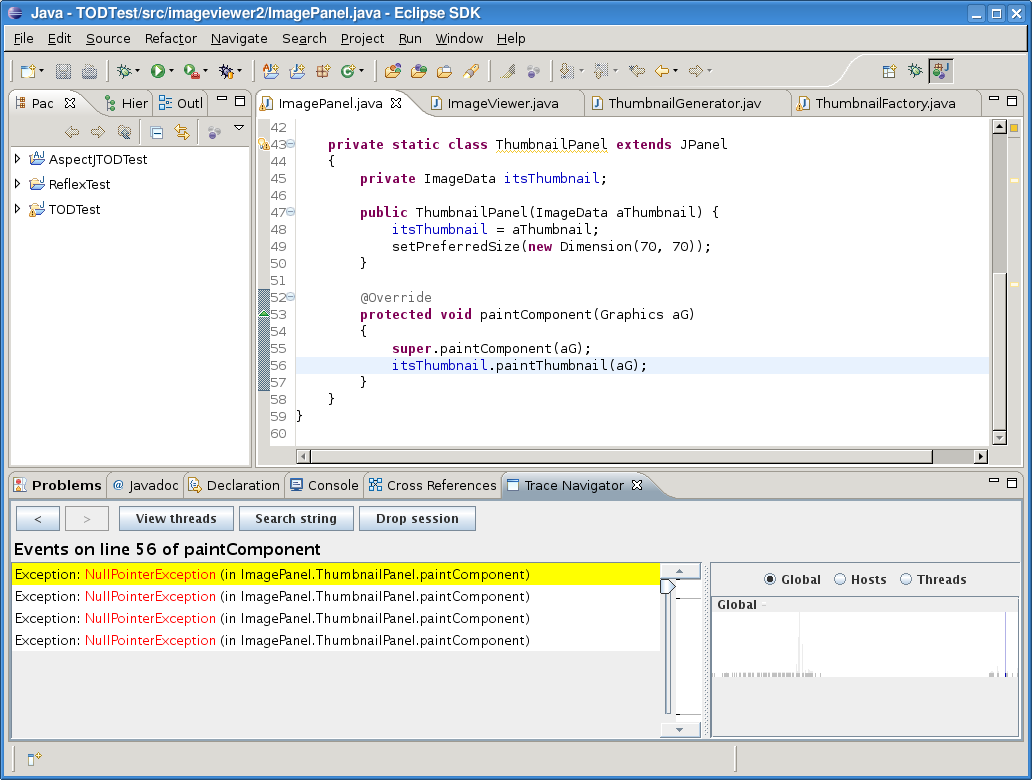 Java - TODTest/src/imageviewer2/ImagePanel.java - Eclipse SDK
File Edit Source Refactor Navigate Search Project Run Window Help
Pac Hier Outl
ImagePanel.java ImageViewer.java ThumbnailGenerator.jav ThumbnailFactory.java
AspectJTODTest
ReflexTest
TODTest
42
43 private static class ThumbnailPanel extends JPanel
44 {
45 private ImageData itsThumbnail;
46
47 public ThumbnailPanel(ImageData aThumbnail) {
48 itsThumbnail = aThumbnail;
49 setPreferredSize(new Dimension(70, 70));
50 }
51
52 @Override
53 protected void paintComponent(Graphics aG)
54 {
55 super.paintComponent(aG);
56 itsThumbnail.paintThumbnail(aG);
57 }
58 }
59 }
60
Problems @ Javadoc Declaration Console Cross References Trace Navigator
< > View threads Search string Drop session
Events on line 56 of paintComponent
Exception: NullPointerException (in ImagePanel.ThumbnailPanel.paintComponent)
Exception: NullPointerException (in ImagePanel.ThumbnailPanel.paintComponent)
Exception: NullPointerException (in ImagePanel.ThumbnailPanel.paintComponent)
Exception: NullPointerException (in ImagePanel.ThumbnailPanel.paintComponent)
Global Hosts Threads
Global